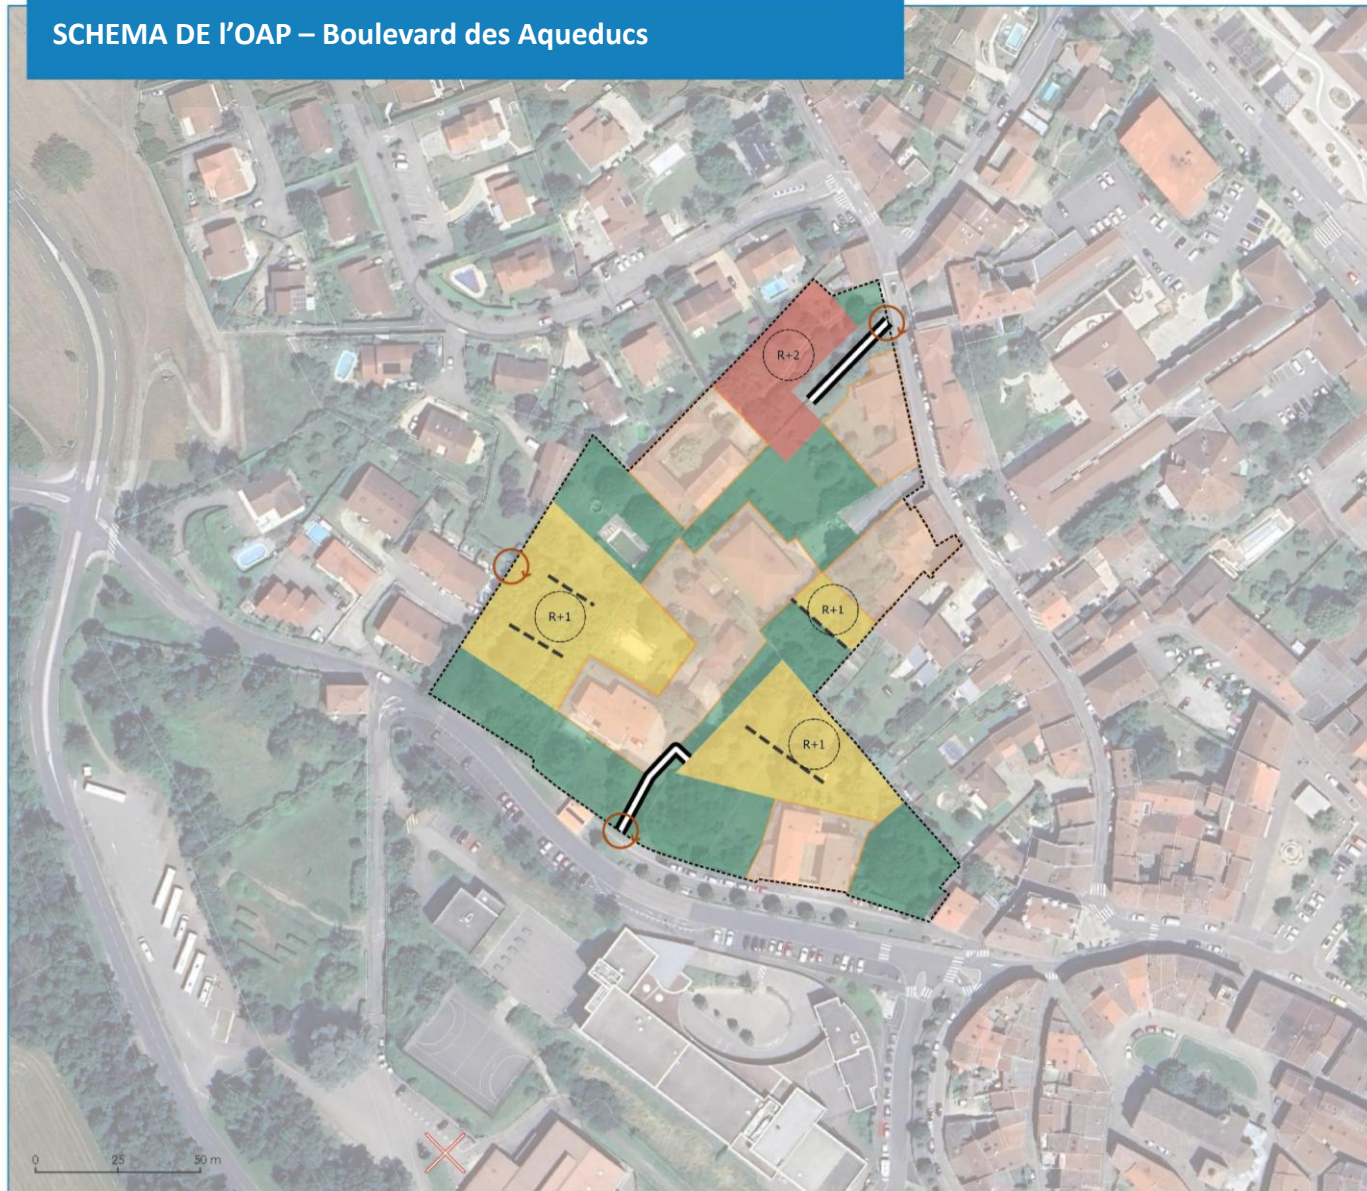 SCHEMA DE l’OAP – Boulevard des Aqueducs
R+2
R+1
R+1
R+1
0 25 50 m